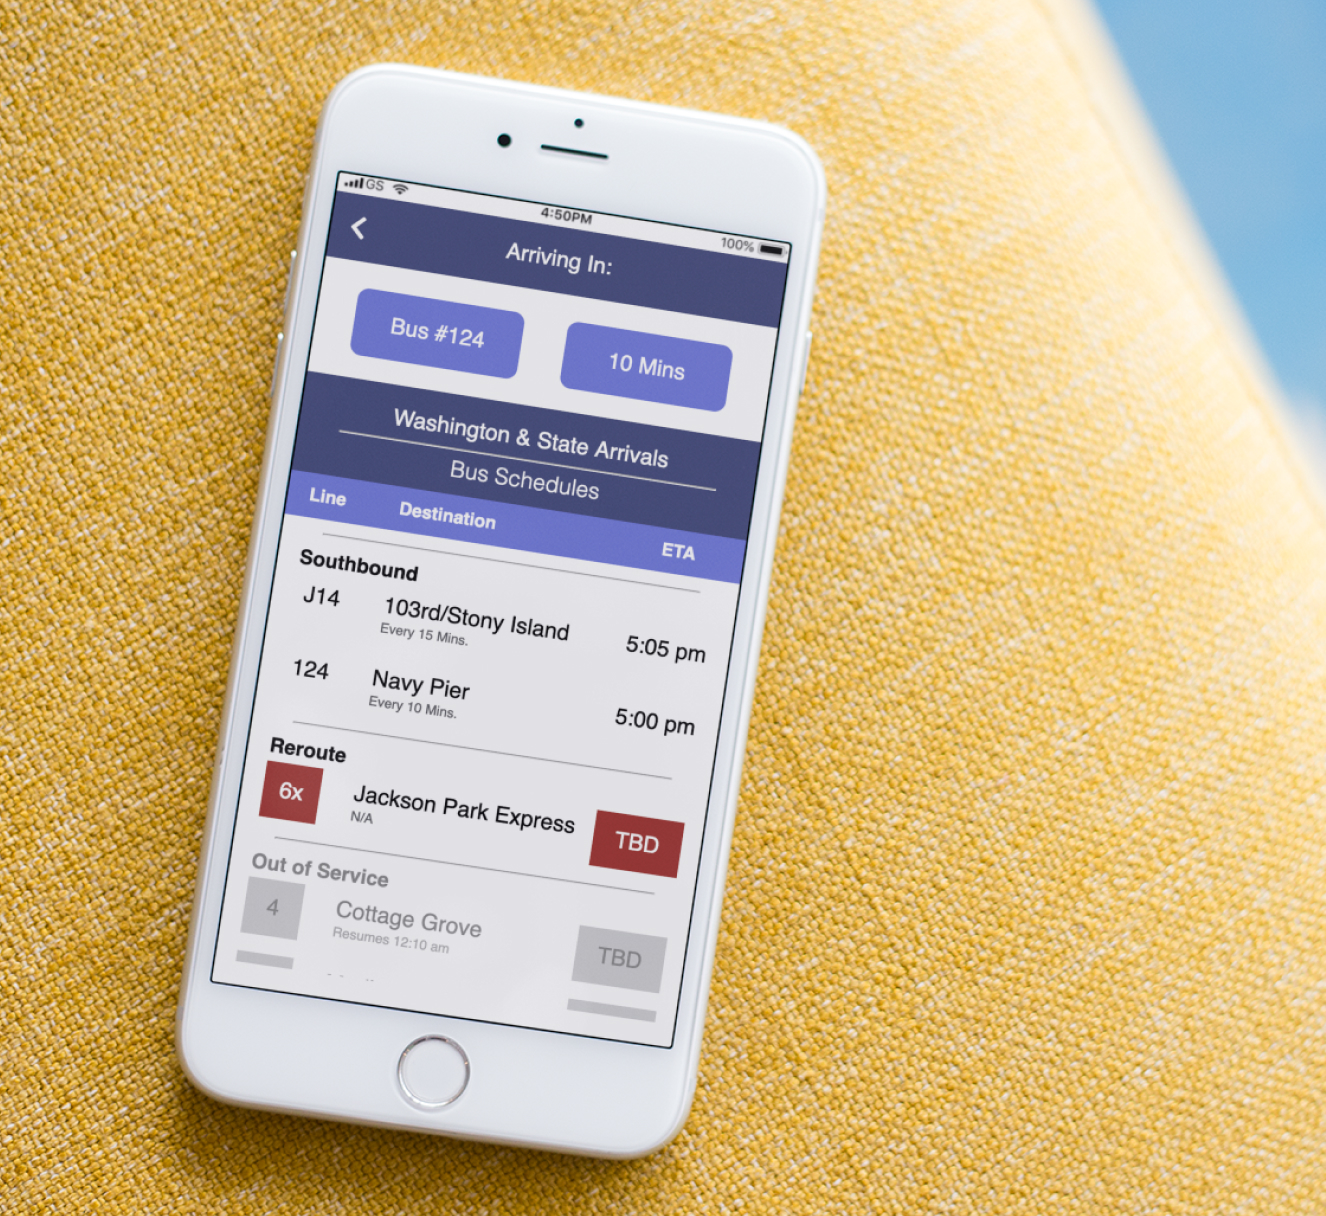 GS
4:50PM
100%
Arriving In:
Bus #124
10 Mins
Washington & State Arrivals
Bus Schedules
Line Destination ETA
Southbound
J14 103rd/Stony Island 5:05 pm
Every 15 Mins.
124 Navy Pier 5:00 pm
Every 10 Mins.
Reroute
6x Jackson Park Express TBD
N/A
Out of Service
4 Cottage Grove TBD
Resumes 12:10 am